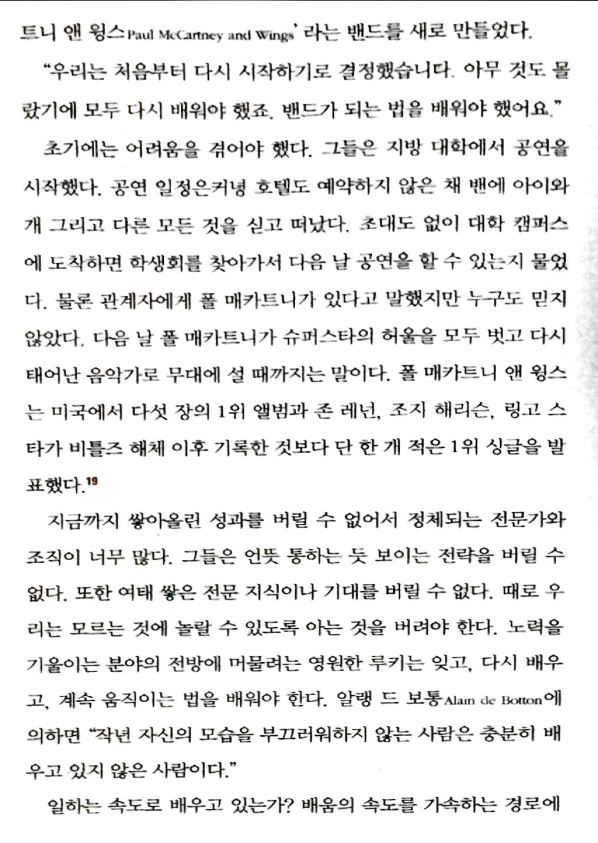 트니 앤 윙스Paul McCartney and Wings’라는 밴드를 새로 만들었다.
“우리는 처음부터 다시 시작하기로 결정했습니다. 아무 것도 몰
랐기에 모두 다시 배워야 했죠. 밴드가 되는 법을 배워야 했어요.”
초기에는 어려움을 겪어야 했다. 그들은 지방 대학에서 공연을
시작했다. 공연 일정은커녕 호텔도 예약하지 않은 채 밴에 아이와
개 그리고 다른 모든 것을 싣고 떠났다. 초대도 없이 대학 캠퍼스
에 도착하면 학생회를 찾아가서 다음 날 공연을 할 수 있는지 물었
다. 물론 관계자에게 폴 매카트니가 있다고 말했지만 누구도 믿지
않았다. 다음 날 폴 매카트니가 슈퍼스타의 허울을 모두 벗고 다시
태어난 음악가로 무대에 설 때까지는 말이다. 폴 매카트니 앤 윙스
는 미국에서 다섯 장의 1위 앨범과 존 레넌, 조지 해리슨, 링고 스
타가 비틀즈 해체 이후 기록한 것보다 단 한 개 적은 1위 싱글을 발
표했다.19
지금까지 쌓아올린 성과를 버릴 수 없어서 정체되는 전문가와
조직이 너무 많다. 그들은 언뜻 통하는 듯 보이는 전략을 버릴 수
없다. 또한 여태 쌓은 전문 지식이나 기대를 버릴 수 없다. 때로 우
리는 모르는 것에 놀랄 수 있도록 아는 것을 버려야 한다. 노력을
기울이는 분야의 전방에 머물려는 영원한 루키는 잊고, 다시 배우
고, 계속 움직이는 법을 배워야 한다. 알랭 드 보통Alain de Botton에
의하면 “작년 자신의 모습을 부끄러워하지 않는 사람은 충분히 배
우고 있지 않은 사람이다.”
일하는 속도로 배우고 있는가? 배움의 속도를 가속하는 경로에